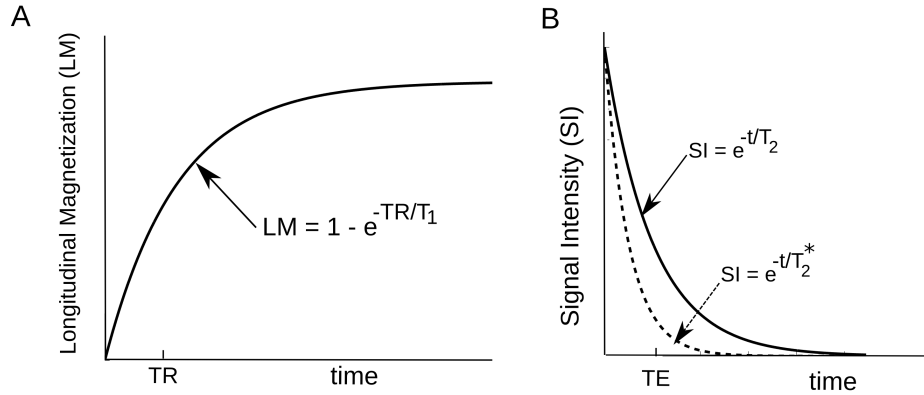 A
Longitudinal Magnetization (LM)
LM = 1 - e-TR/T1
TR
time
B
Signal Intensity (SI)
SI = e-t/T2
SI = e-t/T2*
TE
time